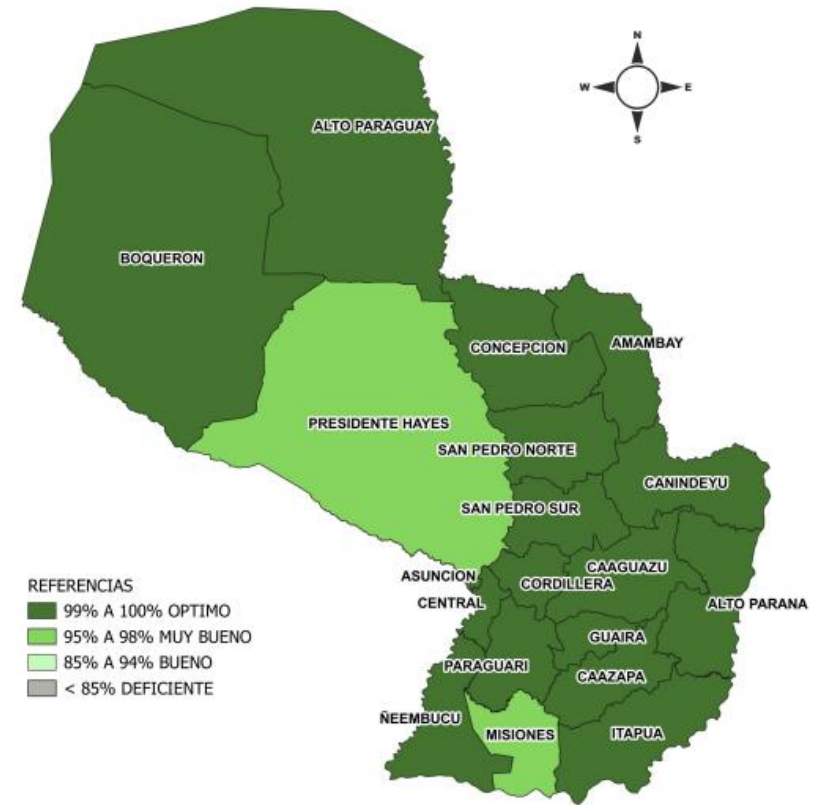 N
W E
S
ALTO PARAGUAY
BOQUERON
CONCEPCION
AMAMBAY
PRESIDENTE HAYES
SAN PEDRO NORTE
CANINDEYU
SAN PEDRO SUR
CAAGUAZU
ASUNCION
CORDILLERA
CENTRAL
ALTO PARANA
GUAIRÁ
PARAGUARI
CAAZAPA
ÑEEMBUCU
MISIONES
ITAPUA
REFERENCIAS
99% A 100% OPTIMO
95% A 98% MUY BUENO
85% A 94% BUENO
< 85% DEFICIENTE